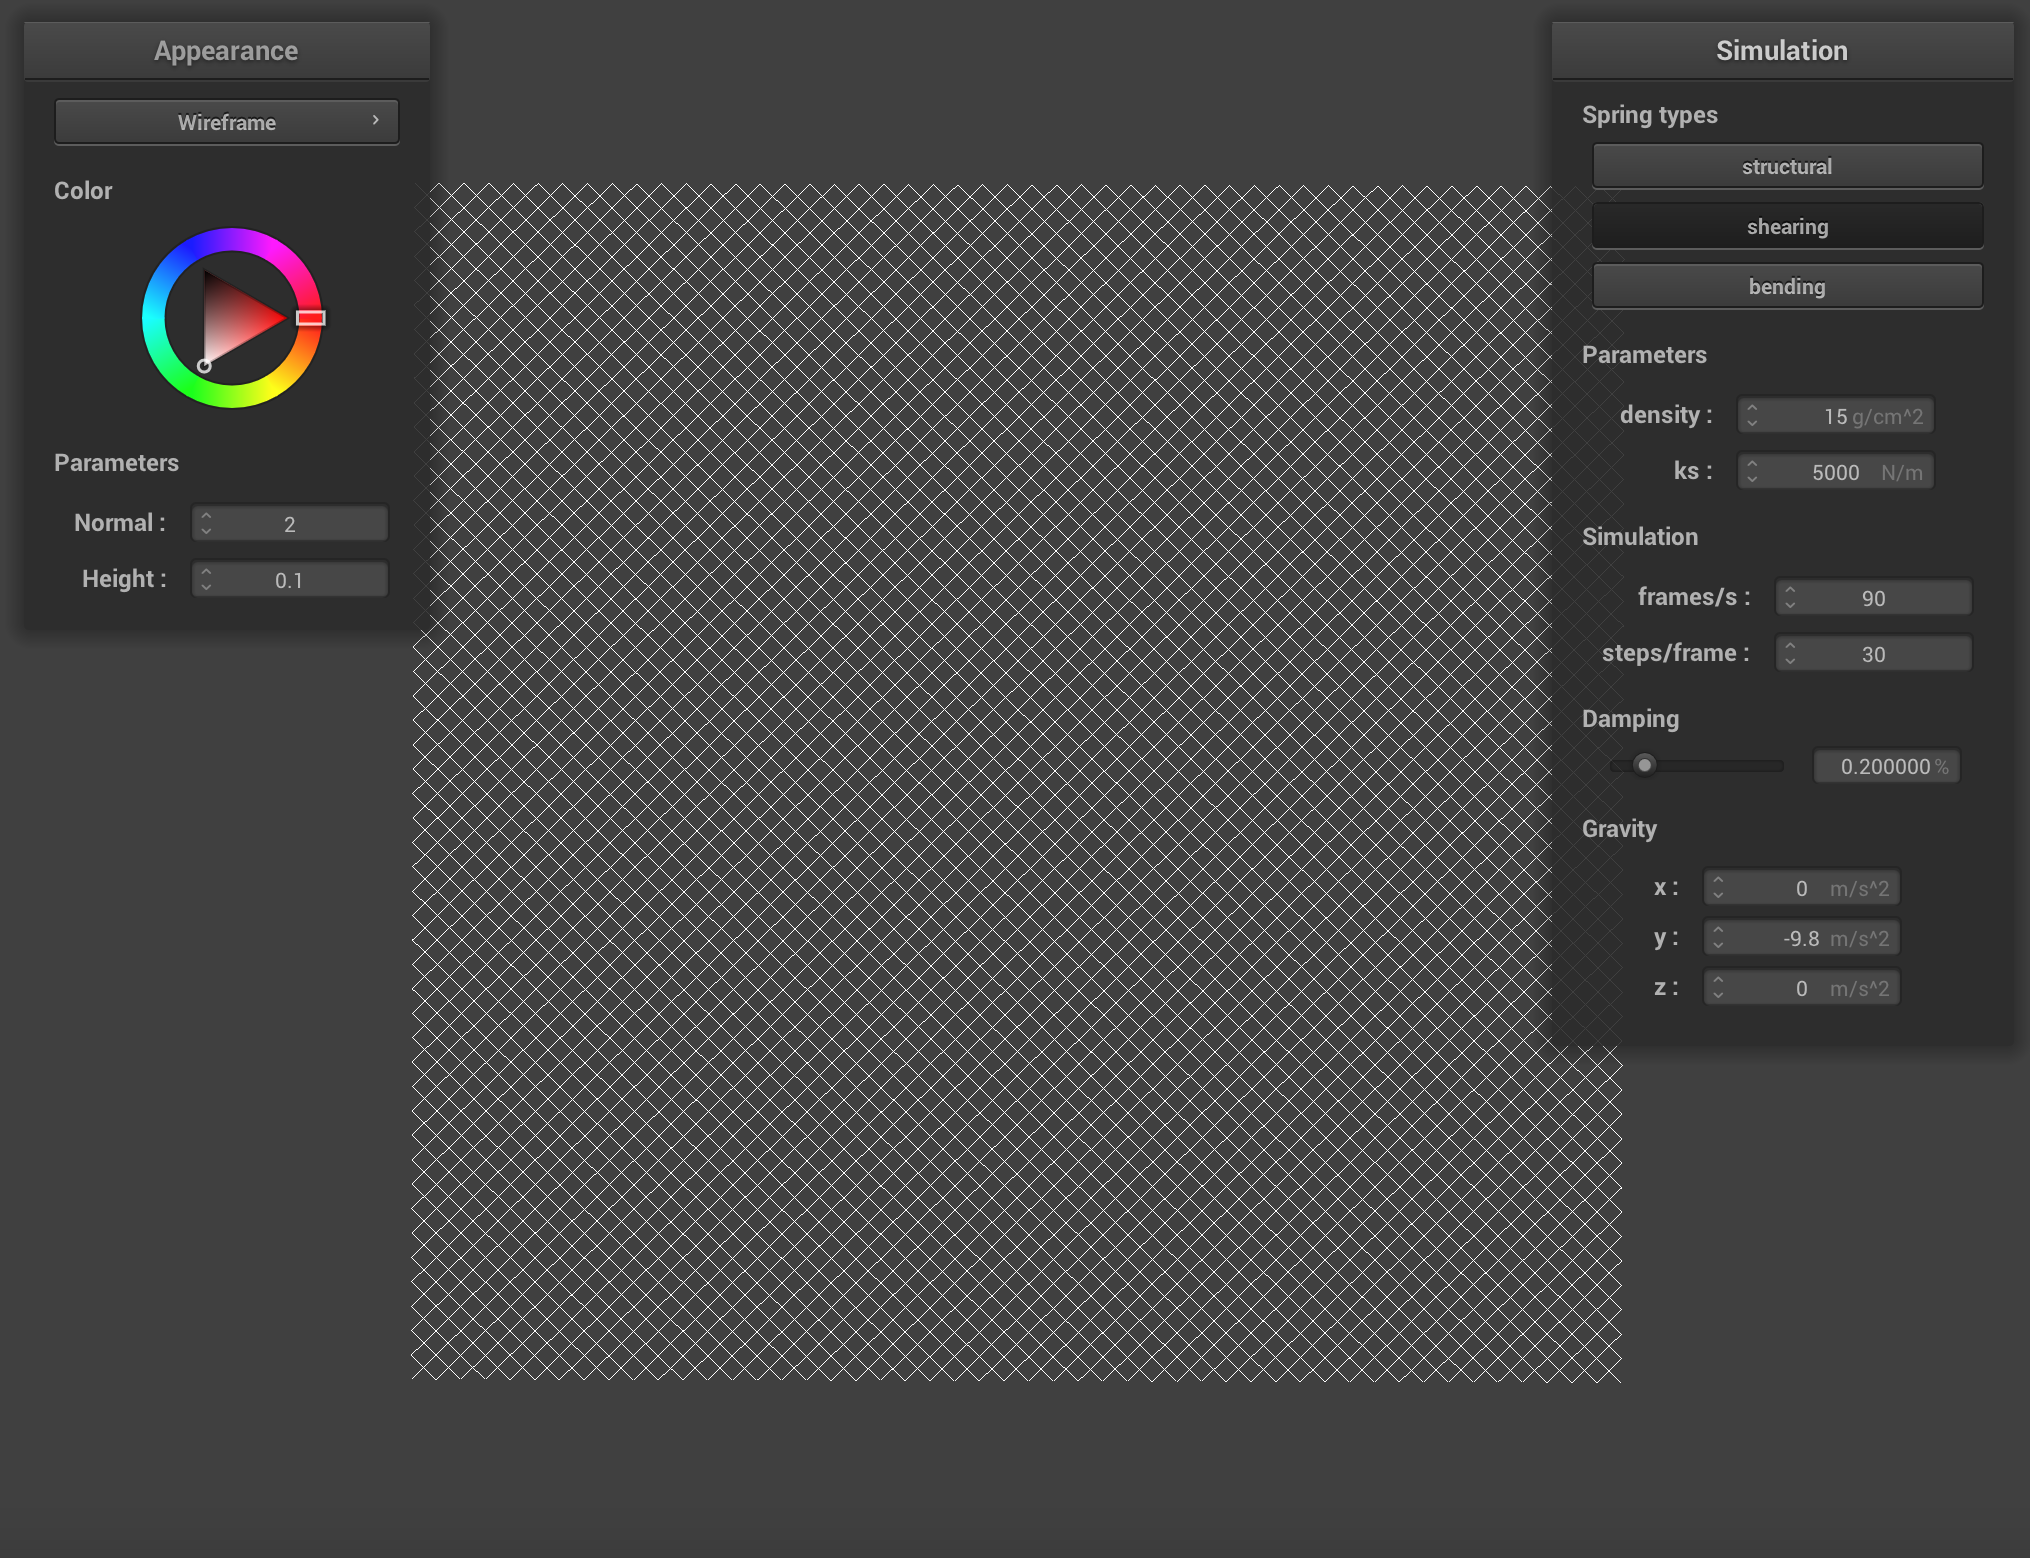 Appearance
Wireframe
Color
Parameters
Normal : 2
Height : 0.1
Simulation
Spring types
structural
shearing
bending
Parameters
density : 15 g/cm^2
ks : 5000 N/m
Simulation
frames/s : 90
steps/frame : 30
Damping
0.200000 %
Gravity
x : 0 m/s^2
y : -9.8 m/s^2
z : 0 m/s^2